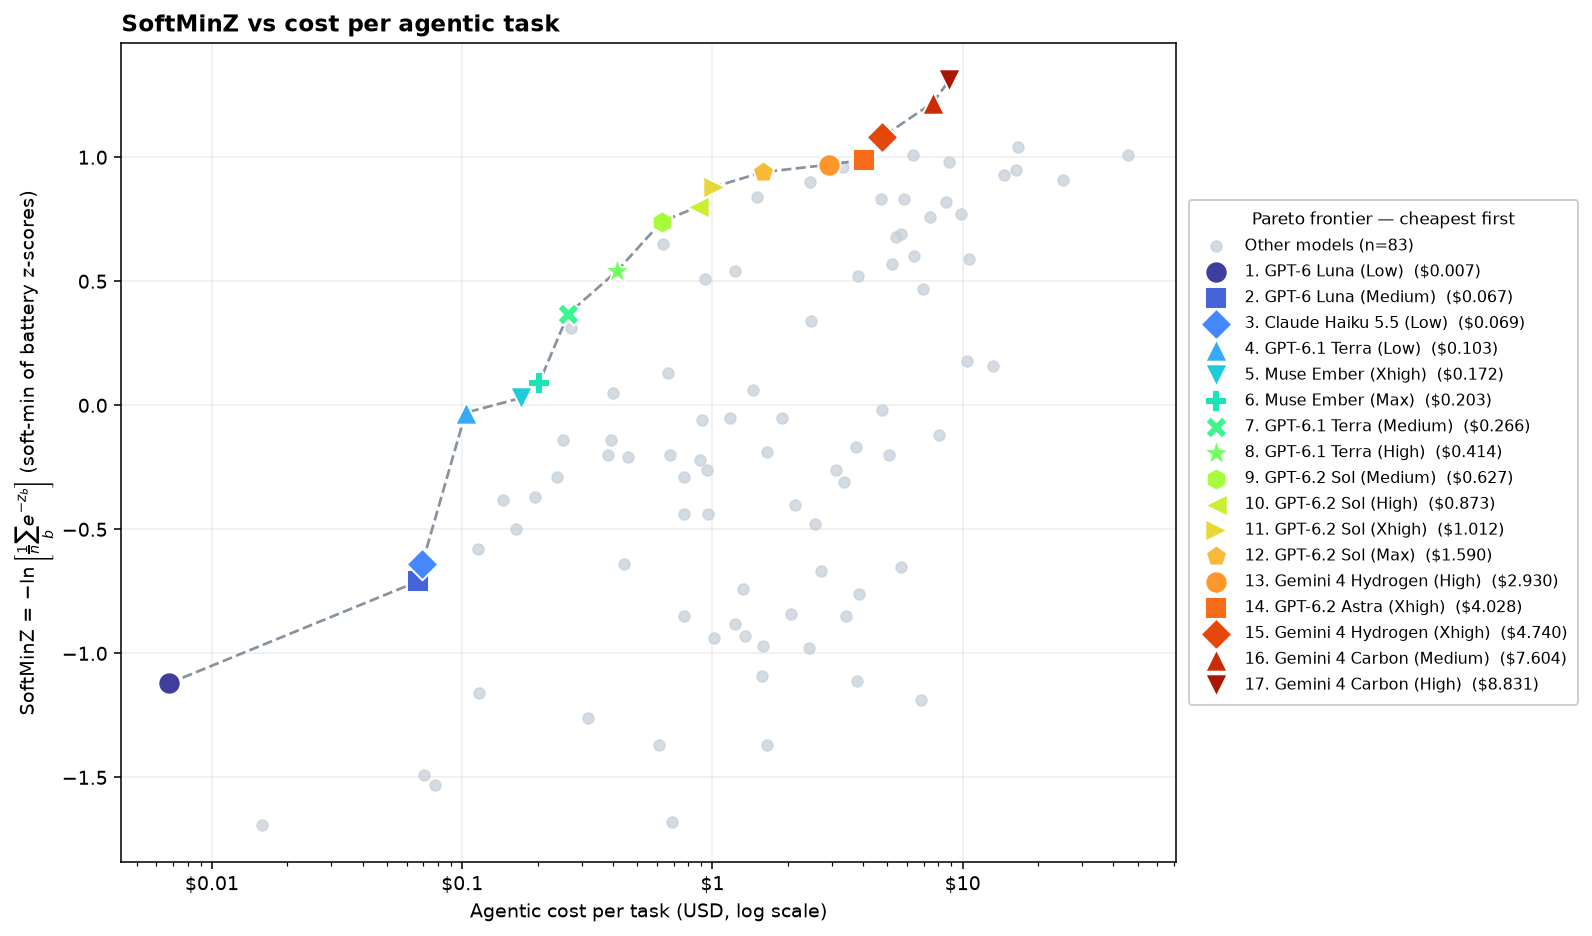 SoftMinZ vs cost per agentic task
SoftMinZ = −ln [1/n ∑_b e^{−z_b}] (soft-min of battery z-scores)
1.0
0.5
0.0
−0.5
−1.0
−1.5
$0.01
$0.1
$1
$10
Agentic cost per task (USD, log scale)
Pareto frontier — cheapest first
Other models (n=83)
1. GPT-6 Luna (Low) ($0.007)
2. GPT-6 Luna (Medium) ($0.067)
3. Claude Haiku 5.5 (Low) ($0.069)
4. GPT-6.1 Terra (Low) ($0.103)
5. Muse Ember (Xhigh) ($0.172)
6. Muse Ember (Max) ($0.203)
7. GPT-6.1 Terra (Medium) ($0.266)
8. GPT-6.1 Terra (High) ($0.414)
9. GPT-6.2 Sol (Medium) ($0.627)
10. GPT-6.2 Sol (High) ($0.873)
11. GPT-6.2 Sol (Xhigh) ($1.012)
12. GPT-6.2 Sol (Max) ($1.590)
13. Gemini 4 Hydrogen (High) ($2.930)
14. GPT-6.2 Astra (Xhigh) ($4.028)
15. Gemini 4 Hydrogen (Xhigh) ($4.740)
16. Gemini 4 Carbon (Medium) ($7.604)
17. Gemini 4 Carbon (High) ($8.831)